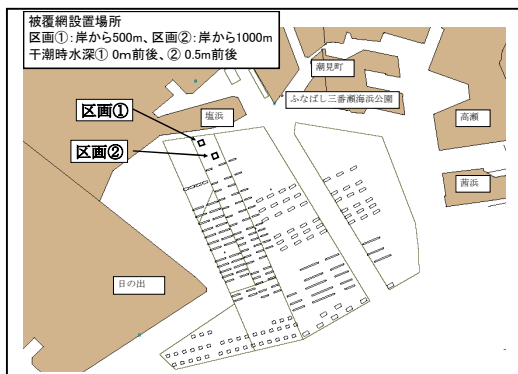 被覆網設置場所
区画①:岸から500m、区画②:岸から1000m
干潮時水深① 0m前後、② 0.5m前後
潮見町
ふなばし三番瀬海浜公園
高瀬
区画①
塩浜
区画②
茜浜
日の出